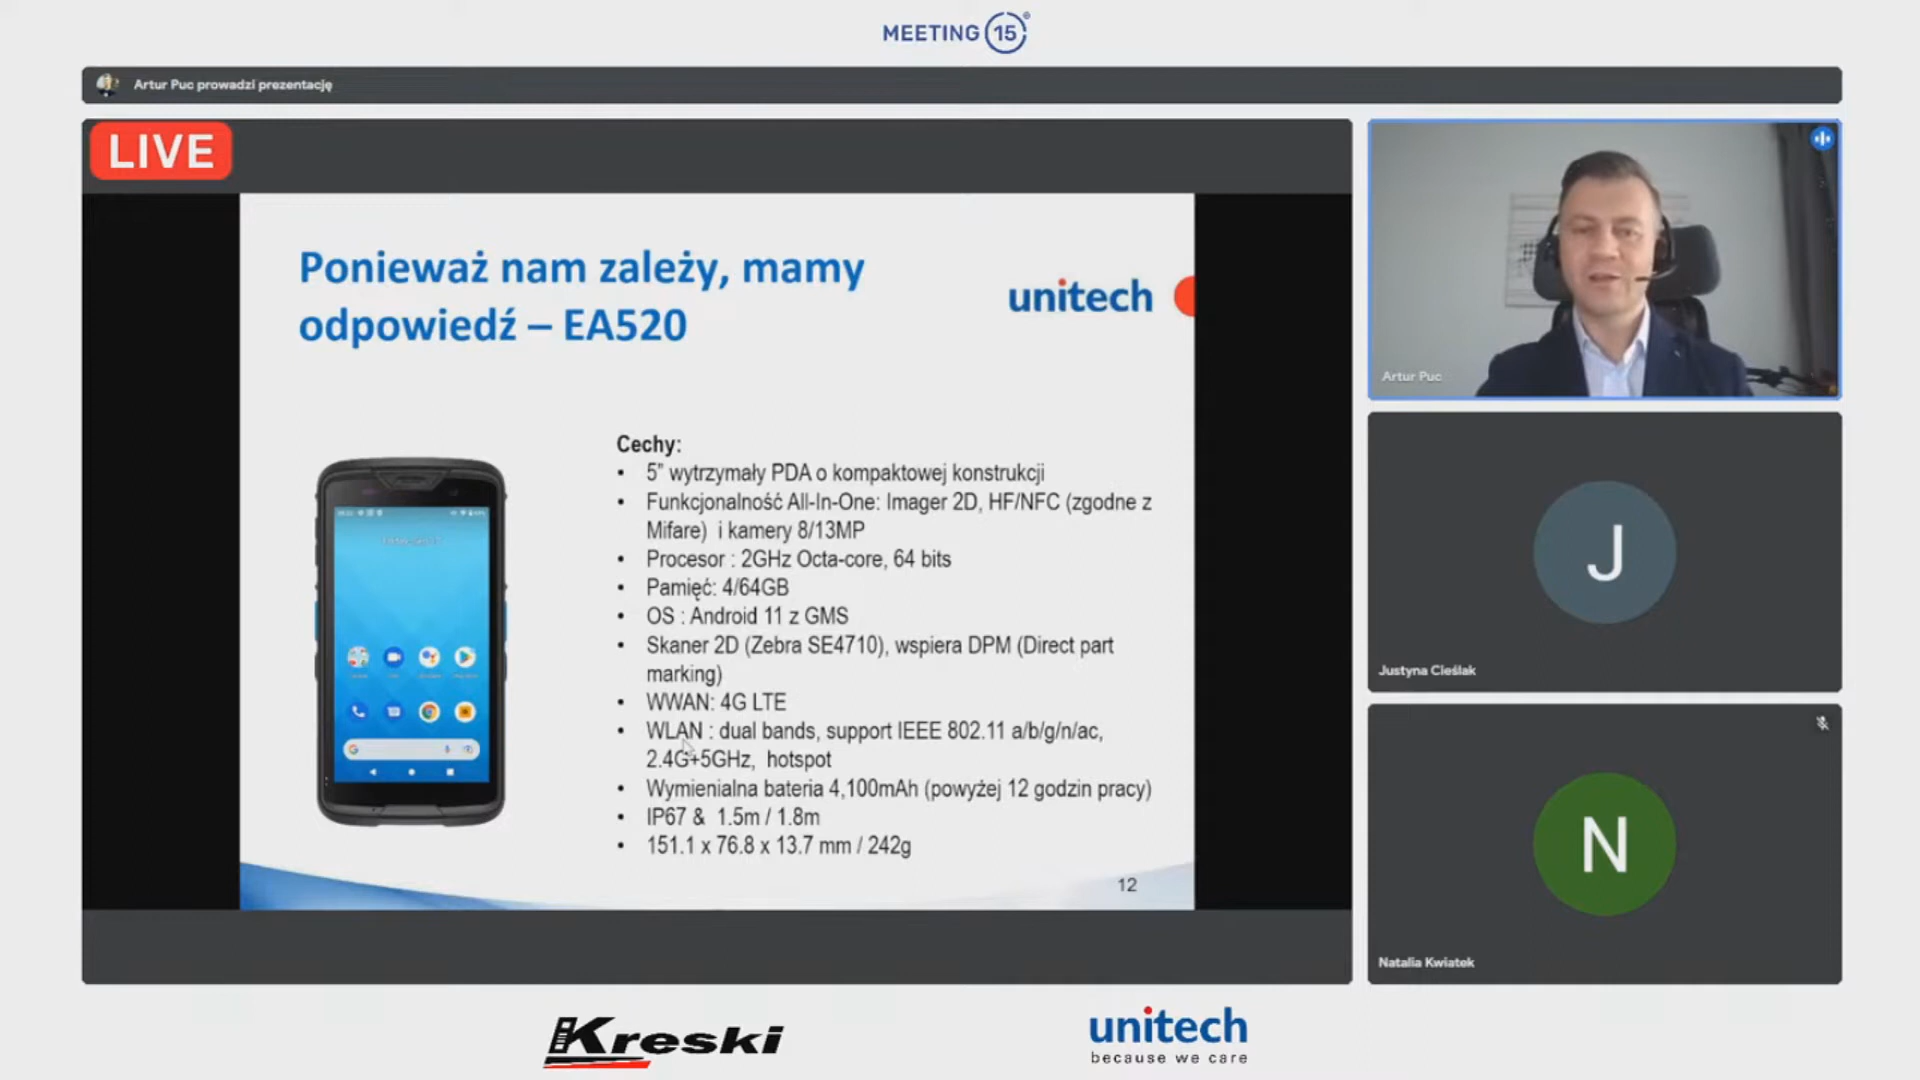 MEETING 15
Artur Puc prowadzi prezentację
LIVE
Ponieważ nam zależy, mamy
odpowiedź – EA520
unitech
Cechy:
• 5" wytrzymały PDA o kompaktowej konstrukcji
• Funkcjonalność All-In-One: Imager 2D, HF/NFC (zgodne z
Mifare) i kamery 8/13MP
• Procesor : 2GHz Octa-core, 64 bits
• Pamięć: 4/64GB
• OS : Android 11 z GMS
• Skaner 2D (Zebra SE4710), wspiera DPM (Direct part
marking)
• WWAN: 4G LTE
• WLAN : dual bands, support IEEE 802.11 a/b/g/n/ac,
2.4G+5GHz, hotspot
• Wymienialna bateria 4,100mAh (powyżej 12 godzin pracy)
• IP67 & 1.5m / 1.8m
• 151.1 x 76.8 x 13.7 mm / 242g
12
Artur Puc
J
Justyna Cieślak
N
Natalia Kwiatek
Kreski
unitech
because we care